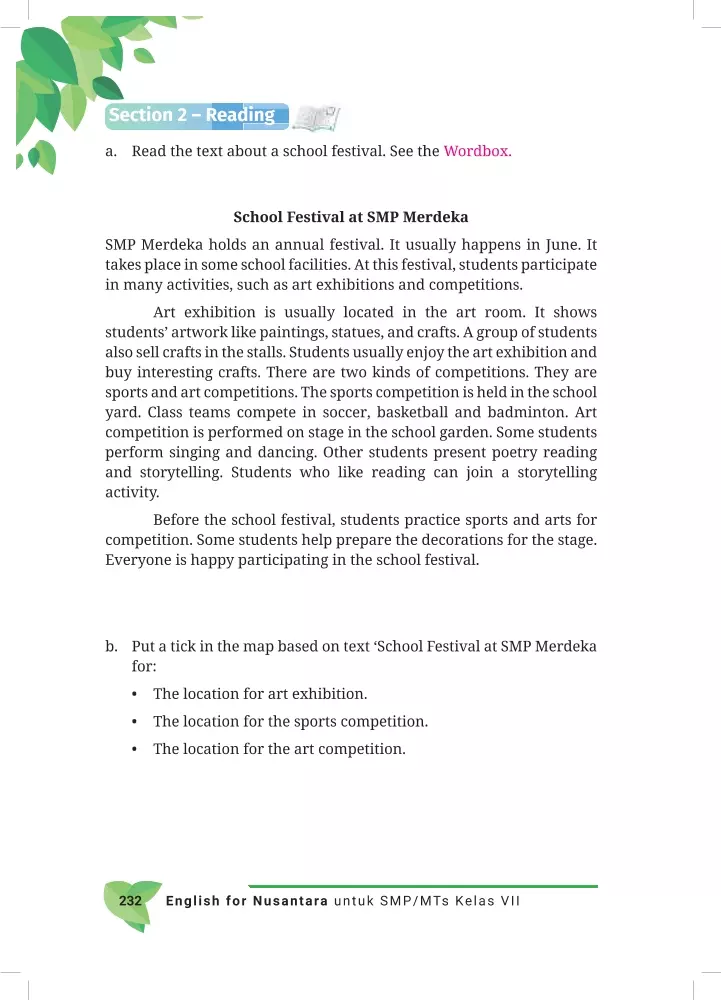 Section 2 – Reading
a. Read the text about a school festival. See the Wordbox.
School Festival at SMP Merdeka
SMP Merdeka holds an annual festival. It usually happens in June. It
takes place in some school facilities. At this festival, students participate
in many activities, such as art exhibitions and competitions.
Art exhibition is usually located in the art room. It shows
students’ artwork like paintings, statues, and crafts. A group of students
also sell crafts in the stalls. Students usually enjoy the art exhibition and
buy interesting crafts. There are two kinds of competitions. They are
sports and art competitions. The sports competition is held in the school
yard. Class teams compete in soccer, basketball and badminton. Art
competition is performed on stage in the school garden. Some students
perform singing and dancing. Other students present poetry reading
and storytelling. Students who like reading can join a storytelling
activity.
Before the school festival, students practice sports and arts for
competition. Some students help prepare the decorations for the stage.
Everyone is happy participating in the school festival.
b. Put a tick in the map based on text ‘School Festival at SMP Merdeka
for:
• The location for art exhibition.
• The location for the sports competition.
• The location for the art competition.
232 English for Nusantara untuk SMP/MTs Kelas VII